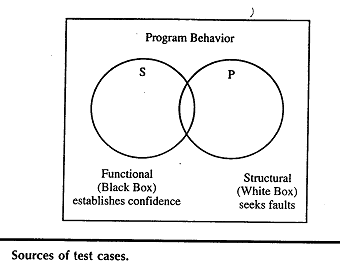 Program Behavior
S
P
Functional
(Black Box)
establishes confidence
Structural
(White Box)
seeks faults
Sources of test cases.